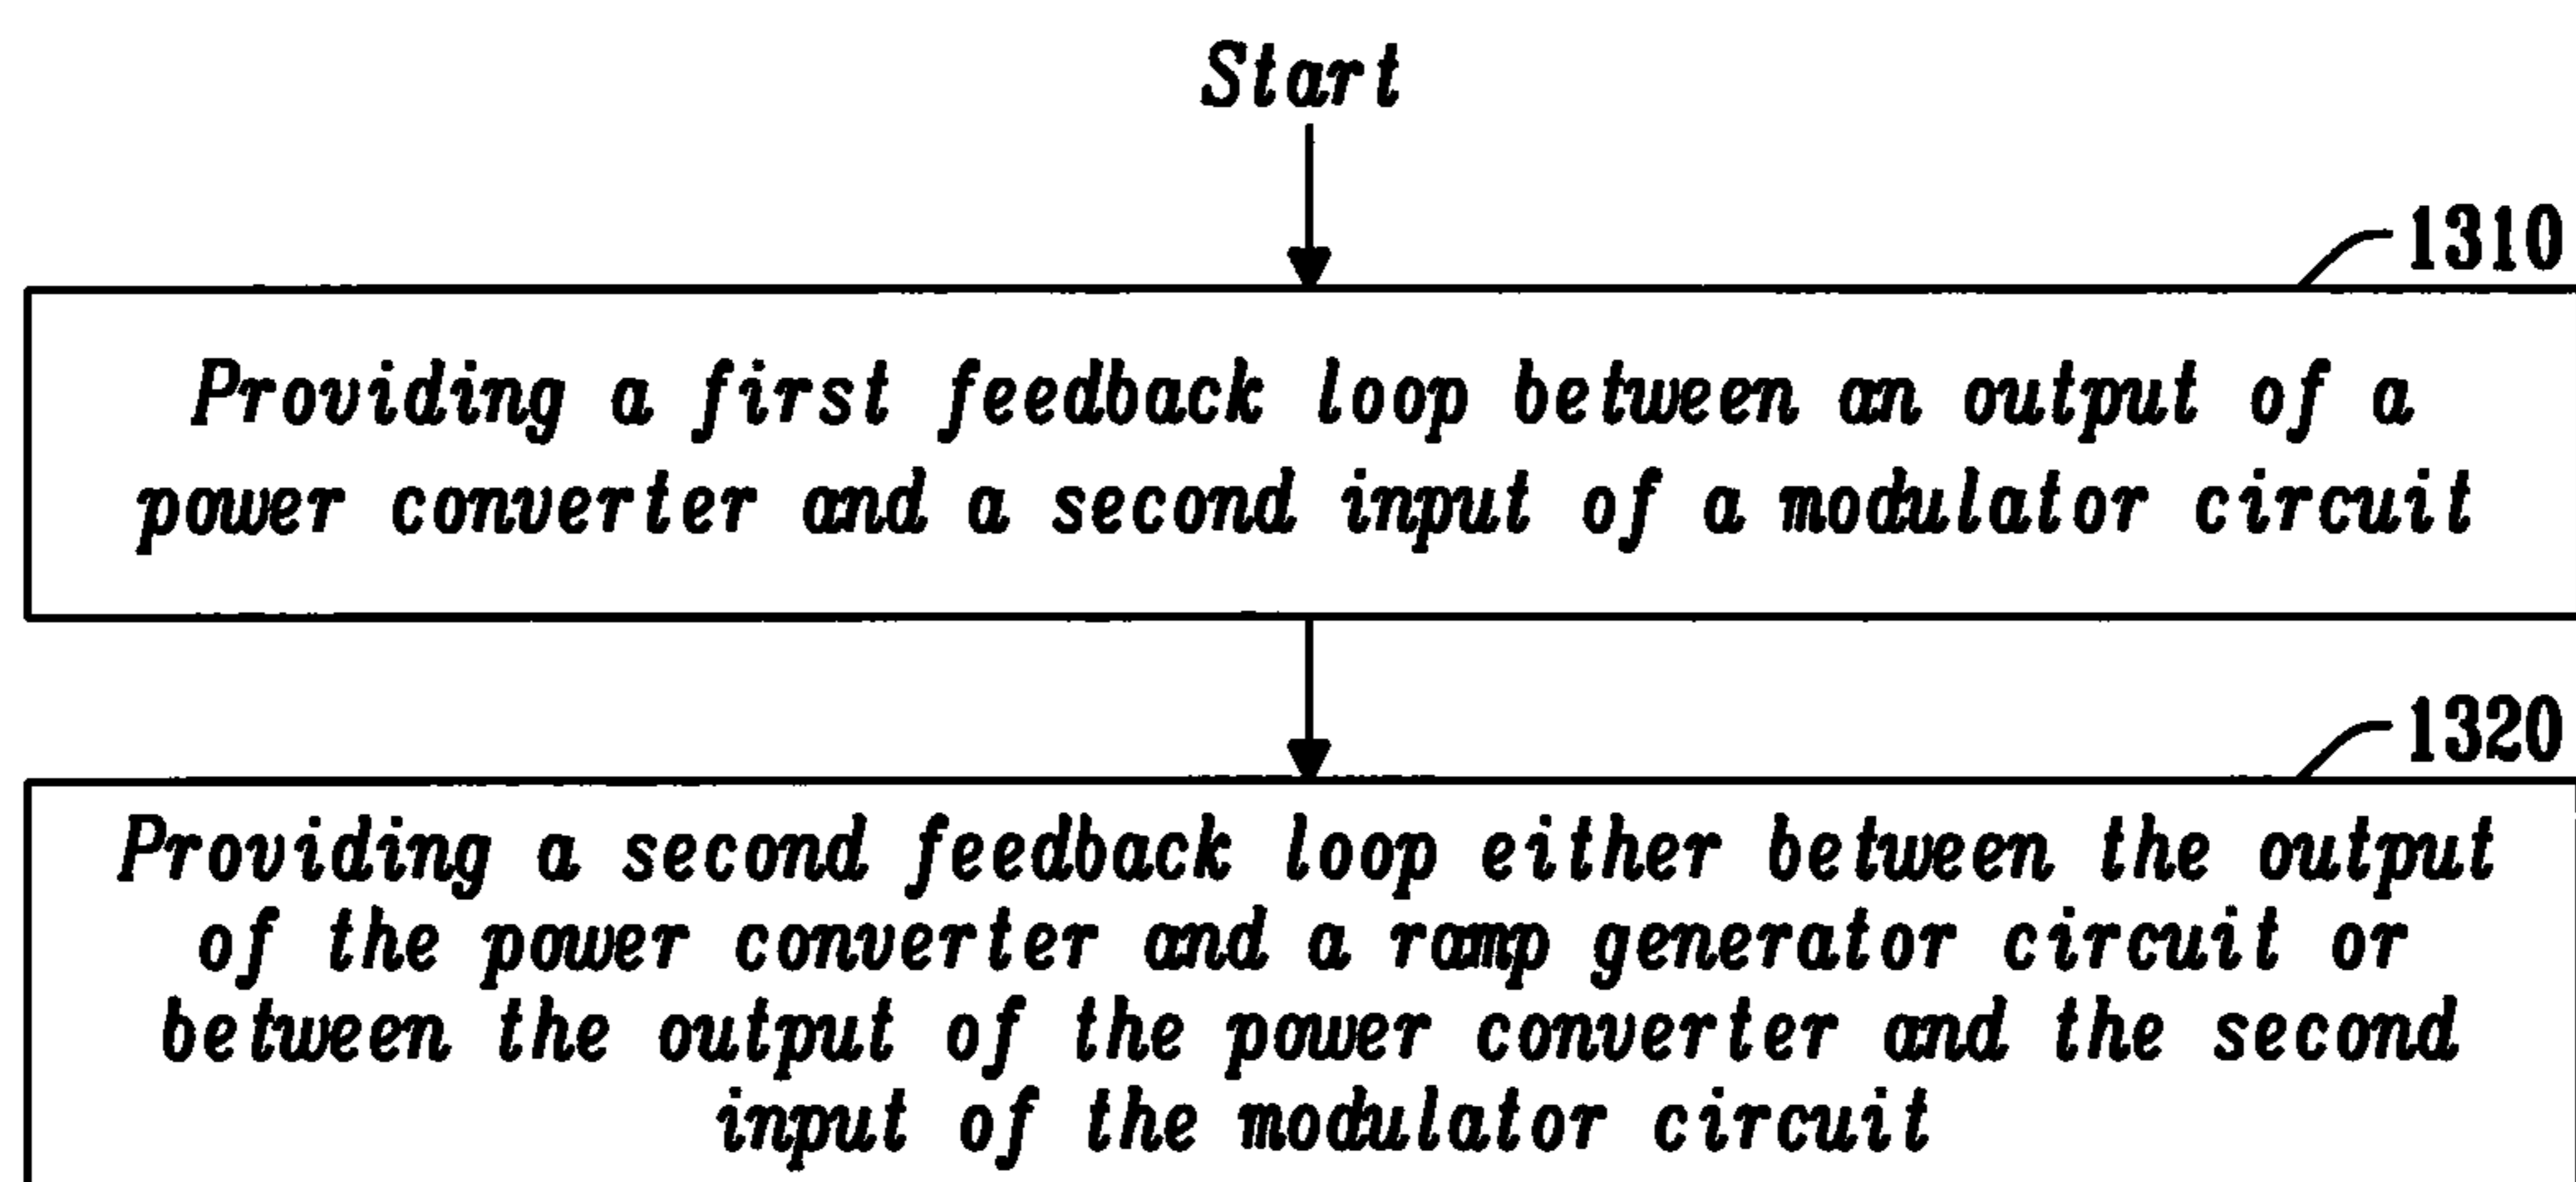 Start
1310
Providing a first feedback loop between an output of a
power converter and a second input of a modulator circuit
1320
Providing a second feedback loop either between the output
of the power converter and a ramp generator circuit or
between the output of the power converter and the second
input of the modulator circuit